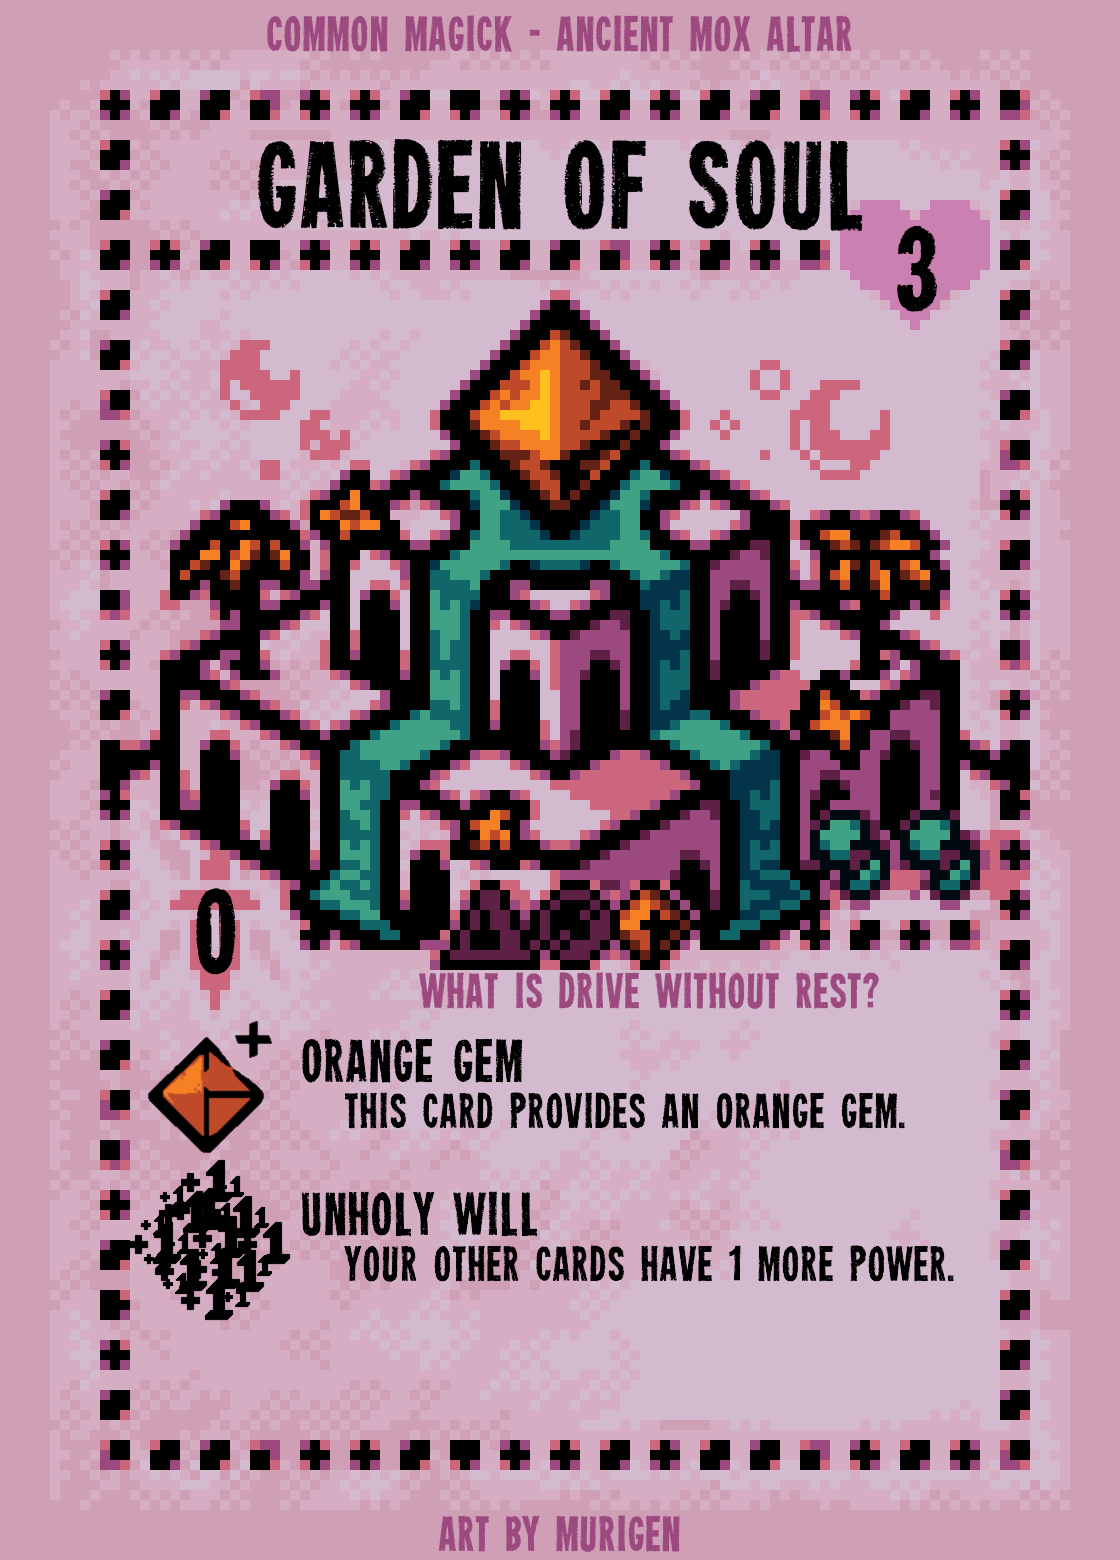 COMMON MAGICK - ANCIENT MOX ALTAR
GARDEN OF SOUL
3
0
WHAT IS DRIVE WITHOUT REST?
+
ORANGE GEM
THIS CARD PROVIDES AN ORANGE GEM.
UNHOLY WILL
YOUR OTHER CARDS HAVE 1 MORE POWER.
ART BY MURIGEN